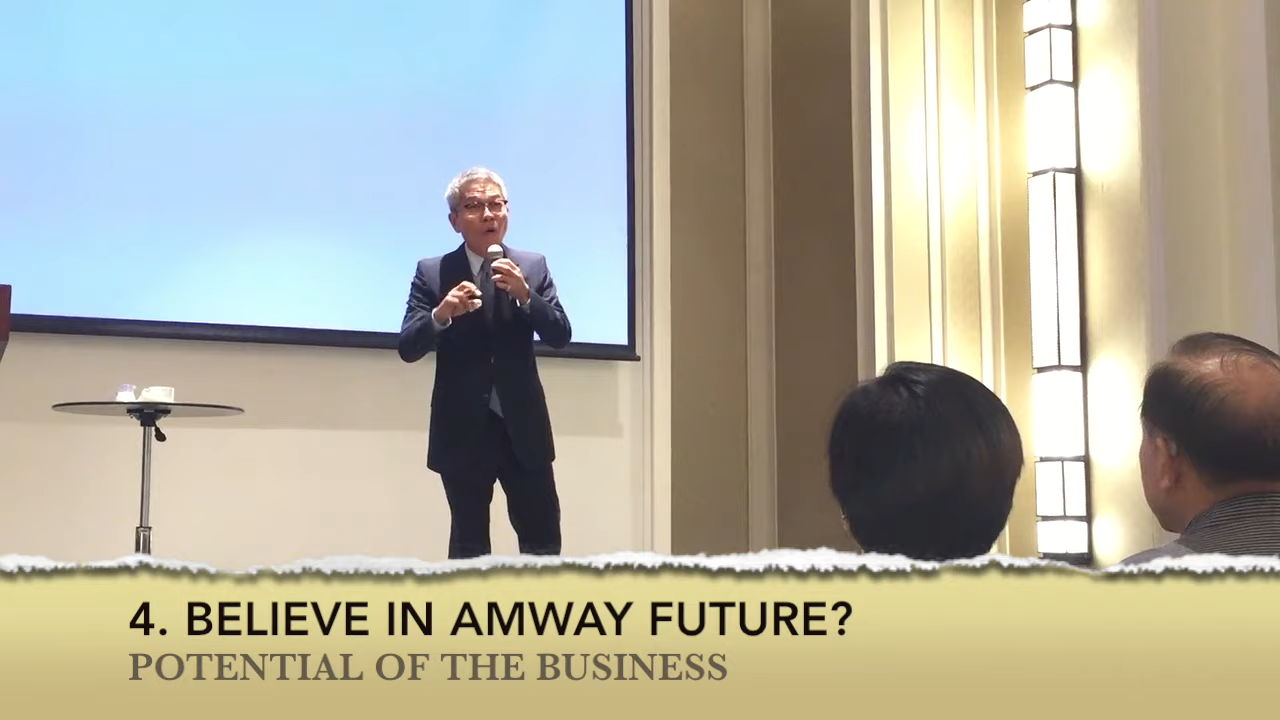 4. BELIEVE IN AMWAY FUTURE?
POTENTIAL OF THE BUSINESS